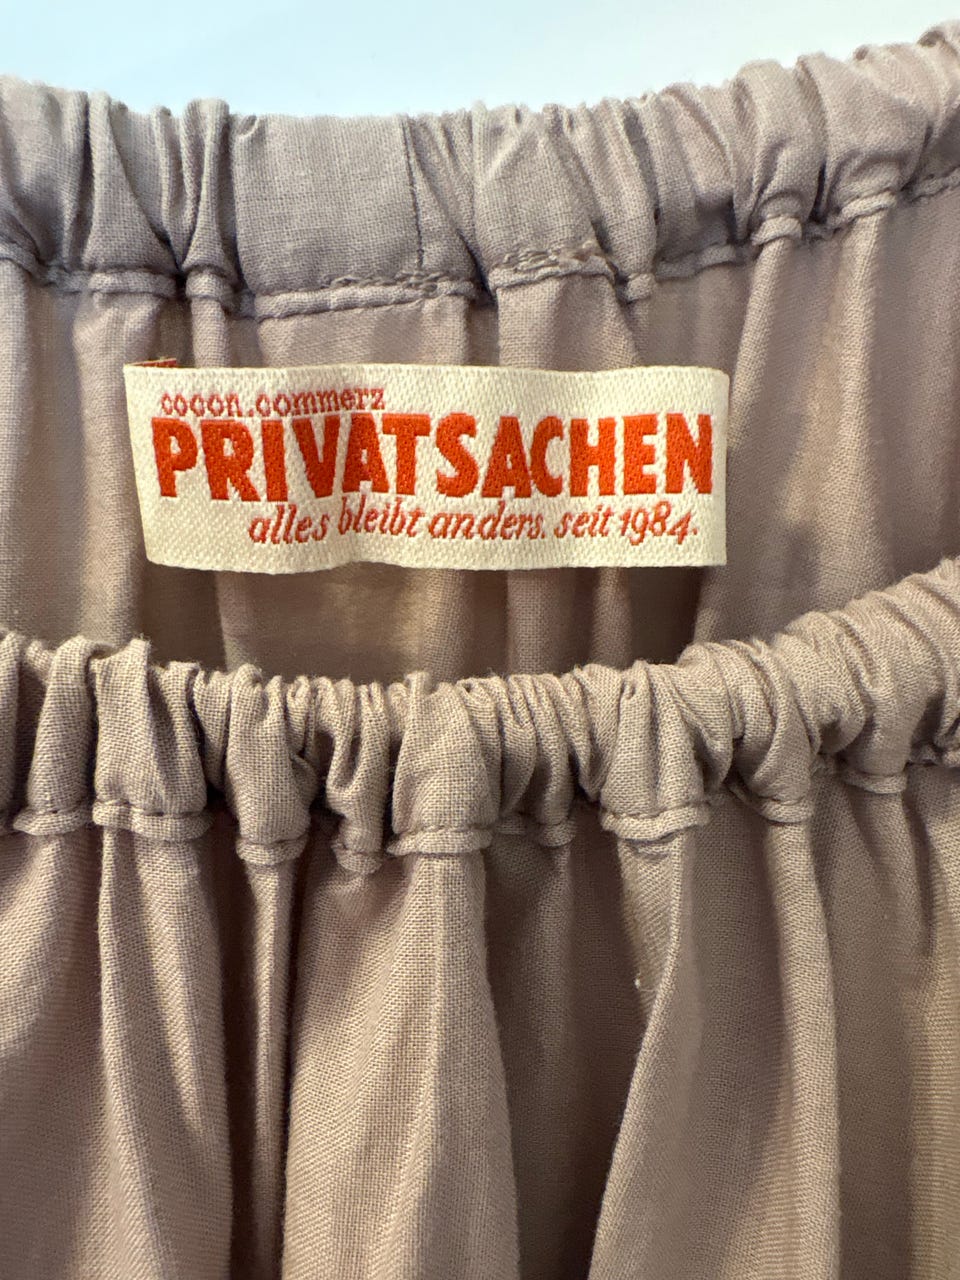 cocon.commerz
PRIVATSACHEN
alles bleibt anders. seit 1984.